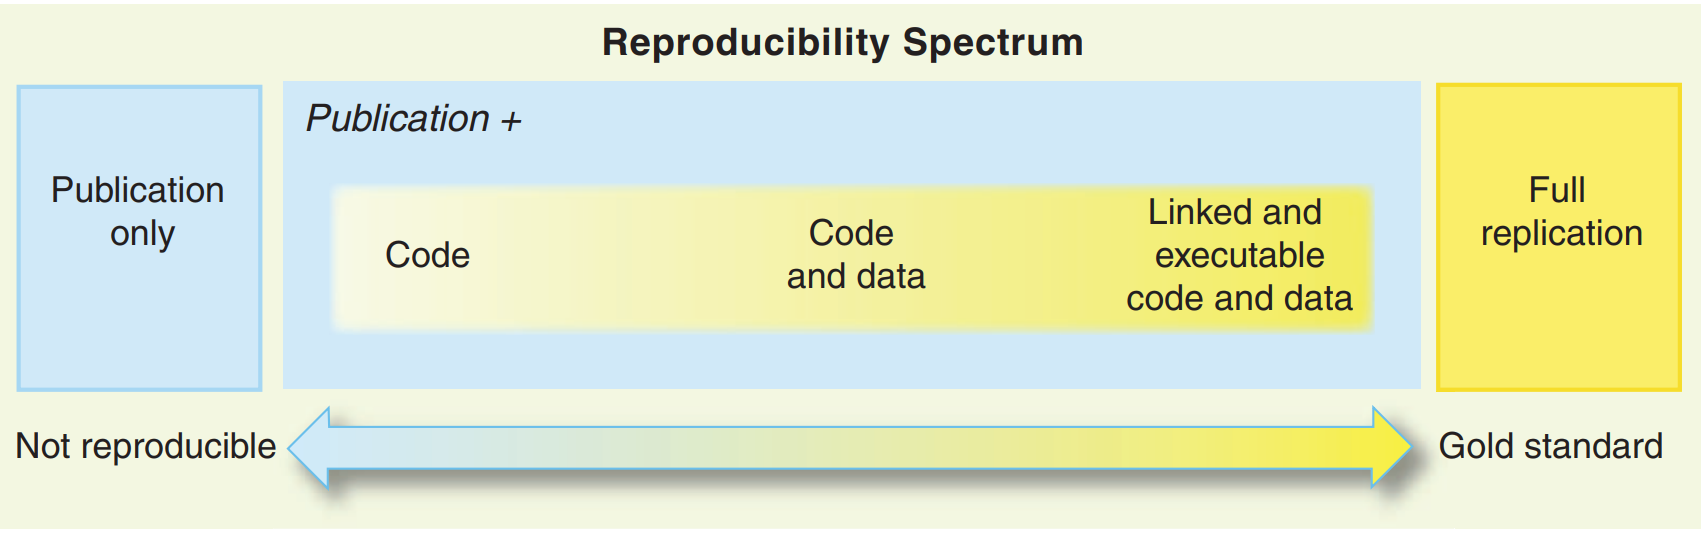 Reproducibility Spectrum
Publication
only
Publication +
Code
Code
and data
Linked and
executable
code and data
Full
replication
Not reproducible
Gold standard